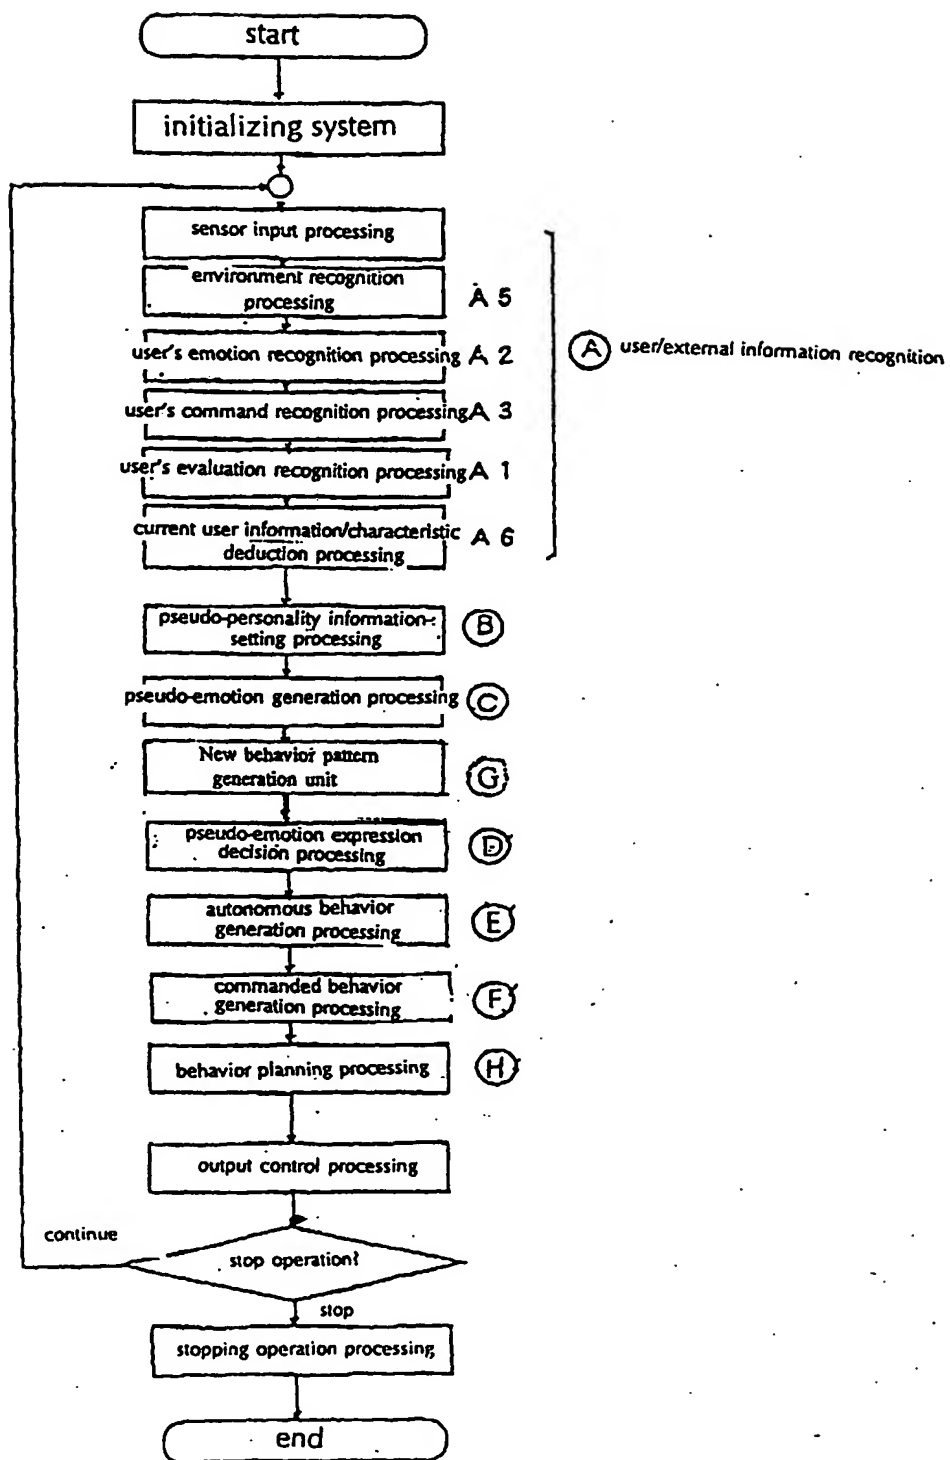 start
initializing system
sensor input processing
environment recognition
processing
A 5
user's emotion recognition processing A 2
A user/external information recognition
user's command recognition processing A 3
user's evaluation recognition processing A 1
current user information/characteristic
deduction processing
A 6
pseudo-personality information-
setting processing
B
pseudo-emotion generation processing C
New behavior pattern
generation unit
G
pseudo-emotion expression
decision processing
D
autonomous behavior
generation processing
E
commanded behavior
generation processing
F
behavior planning processing H
output control processing
continue
stop operation?
stop
stopping operation processing
end